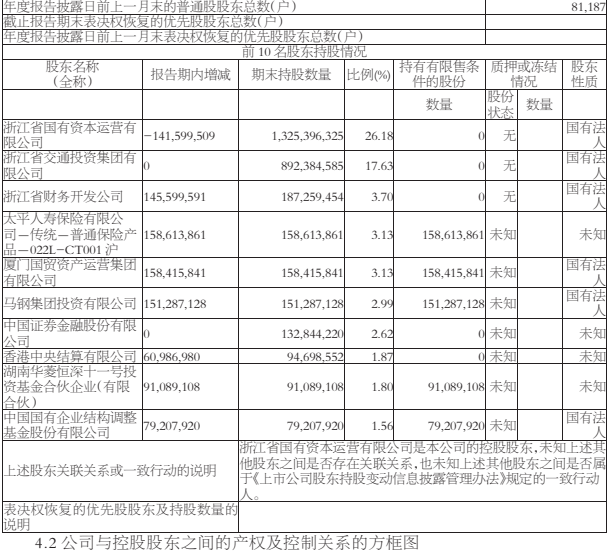 年度报告披露日前上一月末的普通股股东总数(户) 81,187
截止报告期末表决权恢复的优先股股东总数(户)
年度报告披露日前上一月末表决权恢复的优先股股东总数(户)
前10名股东持股情况
股东名称(全称) 报告期内增减 期末持股数量 比例(%) 持有有限售条件的股份 质押或冻结情况 股东性质
数量 股份状态 数量
浙江省国有资本运营有限公司 -141,599,509 1,325,396,325 26.18 0 无 国有法人
浙江省交通投资集团有限公司 0 892,384,585 17.63 0 无 国有法人
浙江省财务开发公司 145,599,591 187,259,454 3.70 0 无 国有法人
太平人寿保险有限公司-传统-普通保险产品-022L-CT001沪 158,613,861 158,613,861 3.13 158,613,861 未知 未知
厦门国贸资产运营集团有限公司 158,415,841 158,415,841 3.13 158,415,841 未知 国有法人
马钢集团投资有限公司 151,287,128 151,287,128 2.99 151,287,128 未知 国有法人
中国证券金融股份有限公司 0 132,844,220 2.62 0 未知 未知
香港中央结算有限公司 60,986,980 94,698,552 1.87 0 未知 未知
湖南华菱恒深十一号投资基金合伙企业(有限合伙) 91,089,108 91,089,108 1.80 91,089,108 未知 未知
中国国有企业结构调整基金股份有限公司 79,207,920 79,207,920 1.56 79,207,920 未知 国有法人
上述股东关联关系或一致行动的说明
浙江省国有资本运营有限公司是本公司的控股股东,未知上述其
他股东之间是否存在关联关系,也未知上述其他股东之间是否属
于《上市公司股东持股变动信息披露管理办法》规定的一致行动
人。
表决权恢复的优先股股东及持股数量的
说明
4.2 公司与控股股东之间的产权及控制关系的方框图